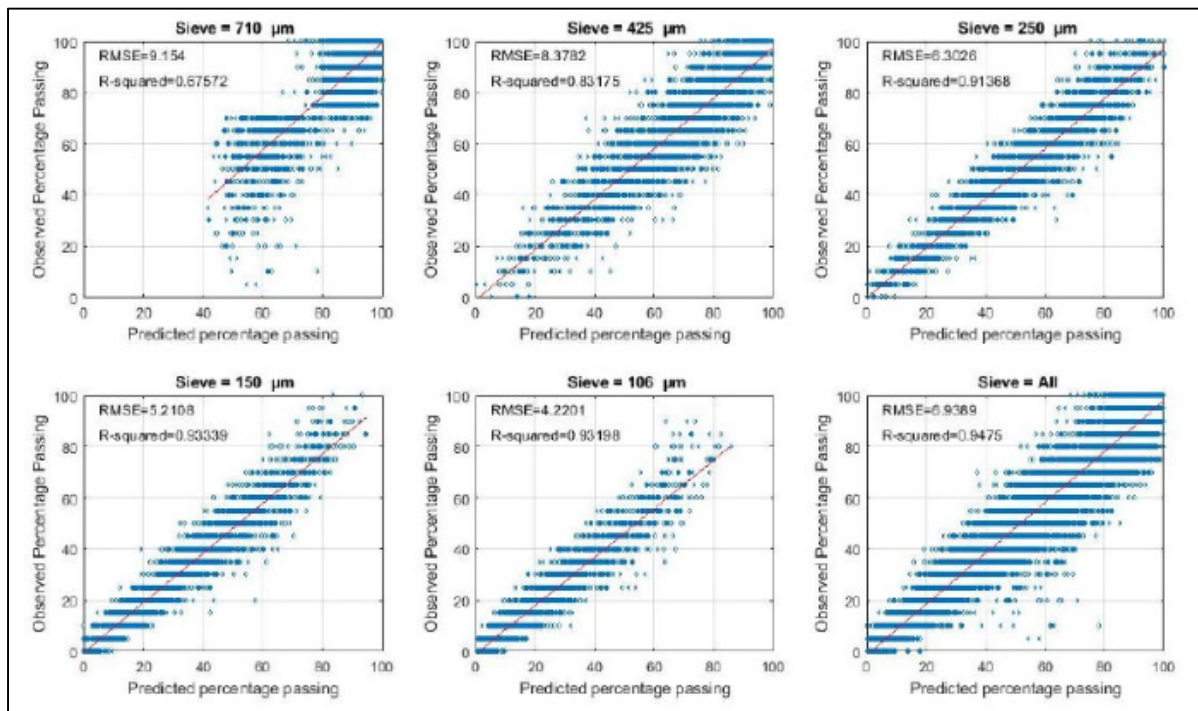 Sieve = 710 µm
RMSE=9.154
R-squared=0.67572
100
80
60
40
20
0
Observed Percentage Passing
0 20 40 60 80 100
Predicted percentage passing
Sieve = 425 µm
RMSE=8.3782
R-squared=0.83175
100
80
60
40
20
0
Observed Percentage Passing
0 20 40 60 80 100
Predicted percentage passing
Sieve = 250 µm
RMSE=6.3026
R-squared=0.91368
100
80
60
40
20
0
Observed Percentage Passing
0 20 40 60 80 100
Predicted percentage passing
Sieve = 150 µm
RMSE=5.2108
R-squared=0.93339
100
80
60
40
20
0
Observed Percentage Passing
0 20 40 60 80 100
Predicted percentage passing
Sieve = 106 µm
RMSE=4.2201
R-squared=0.93198
100
80
60
40
20
0
Observed Percentage Passing
0 20 40 60 80 100
Predicted percentage passing
Sieve = All
RMSE=6.9389
R-squared=0.9475
100
80
60
40
20
0
Observed Percentage Passing
0 20 40 60 80 100
Predicted percentage passing